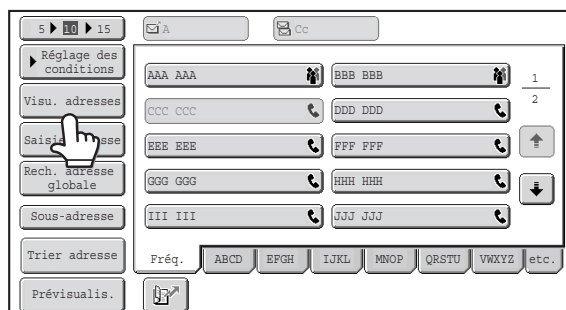 5 10 15
À
Cc
Réglage des
conditions
Visu. adresses
Rech. adresse
globale
Sous-adresse
Trier adresse
Prévisualis.
AAA AAA
BBB BBB
CCC CCC
DDD DDD
EEE EEE
FFF FFF
GGG GGG
HHH HHH
III III
JJJ JJJ
1
2
Fréq.
ABCD
EFGH
IJKL
MNOP
QRSTU
VWXYZ
etc.